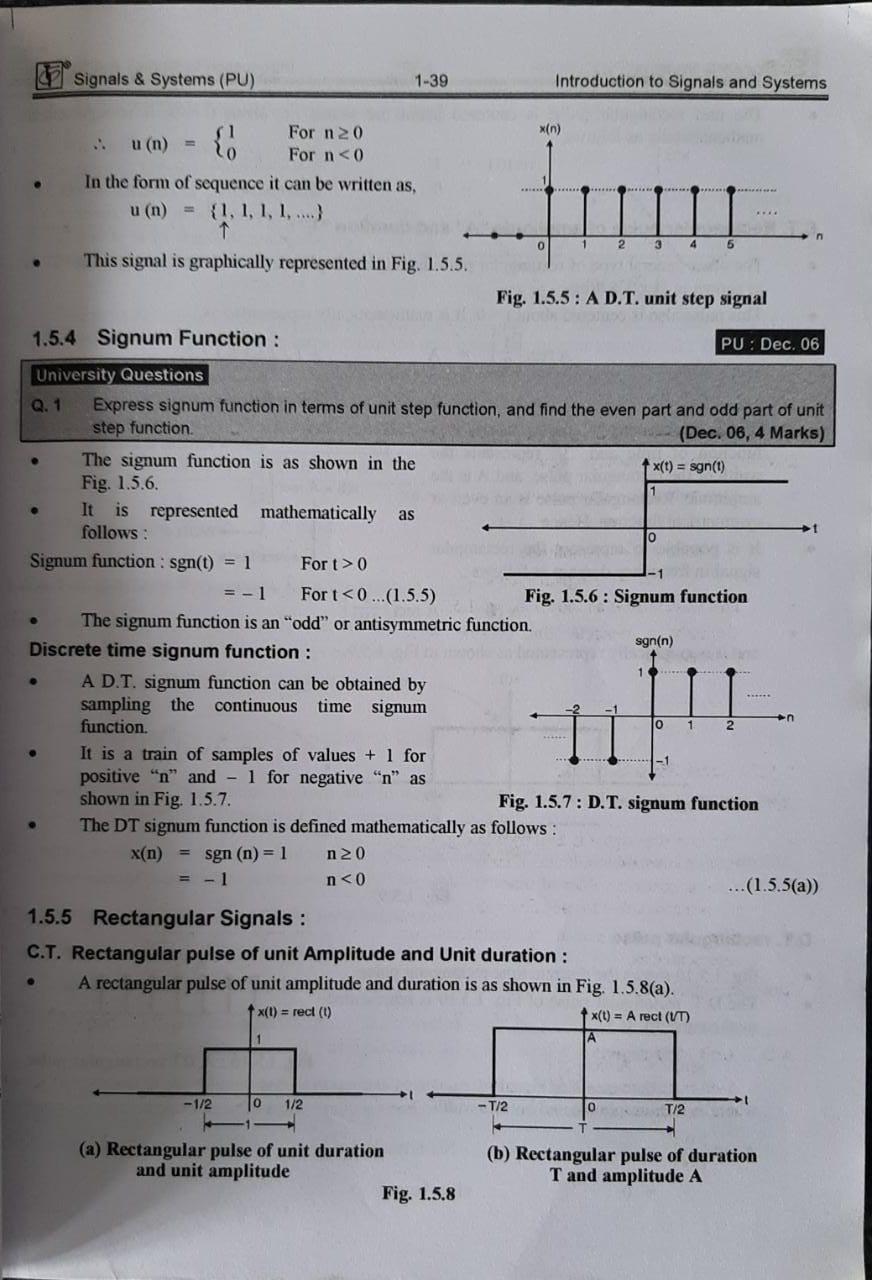 Signals & Systems (PU) 1-39 Introduction to Signals and Systems
∴ u (n) = {1 For n ≥ 0
0 For n < 0
• In the form of sequence it can be written as,
u (n) = {1, 1, 1, 1, ....}
↑
• This signal is graphically represented in Fig. 1.5.5.
x(n)
1
....
0 1 2 3 4 5 n
Fig. 1.5.5 : A D.T. unit step signal
1.5.4 Signum Function :
PU : Dec. 06
University Questions
Q. 1 Express signum function in terms of unit step function, and find the even part and odd part of unit
step function. (Dec. 06, 4 Marks)
• The signum function is as shown in the
Fig. 1.5.6.
• It is represented mathematically as
follows :
Signum function : sgn(t) = 1 For t > 0
= – 1 For t < 0 ...(1.5.5)
x(t) = sgn(t)
1
t
0
–1
Fig. 1.5.6 : Signum function
• The signum function is an “odd” or antisymmetric function.
Discrete time signum function :
• A D.T. signum function can be obtained by
sampling the continuous time signum
function.
• It is a train of samples of values + 1 for
positive “n” and – 1 for negative “n” as
shown in Fig. 1.5.7.
sgn(n)
1
......
–2 –1
n
0 1 2
......
–1
Fig. 1.5.7 : D.T. signum function
• The DT signum function is defined mathematically as follows :
x(n) = sgn (n) = 1 n ≥ 0
= – 1 n < 0 ...(1.5.5(a))
1.5.5 Rectangular Signals :
C.T. Rectangular pulse of unit Amplitude and Unit duration :
• A rectangular pulse of unit amplitude and duration is as shown in Fig. 1.5.8(a).
x(t) = rect (t)
1
t
–1/2 0 1/2
1
(a) Rectangular pulse of unit duration
and unit amplitude
x(t) = A rect (t/T)
A
t
–T/2 0 T/2
T
(b) Rectangular pulse of duration
T and amplitude A
Fig. 1.5.8